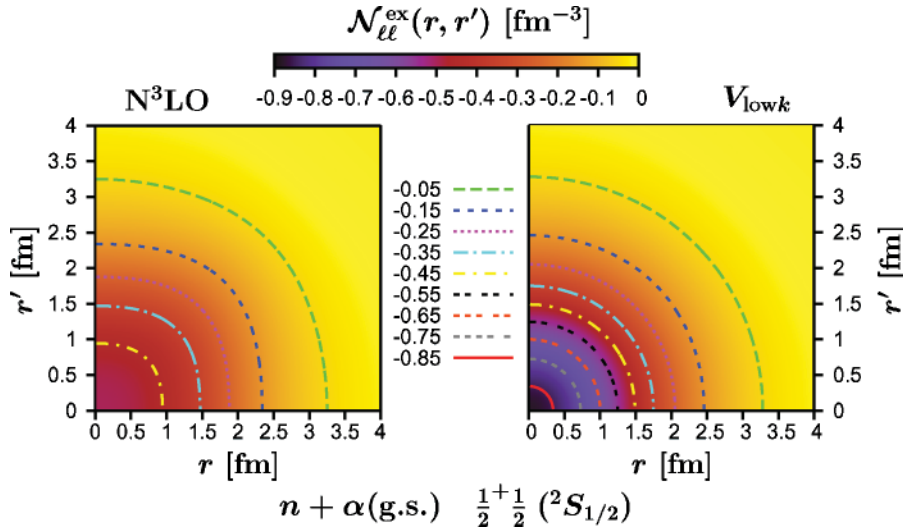 𝒩ℓℓ^ex(r, r′) [fm⁻³]
-0.9 -0.8 -0.7 -0.6 -0.5 -0.4 -0.3 -0.2 -0.1 0
N³LO
V_lowk
4
3.5
3
2.5
2
1.5
1
0.5
0
r′ [fm]
0 0.5 1 1.5 2 2.5 3 3.5 4
r [fm]
-0.05
-0.15
-0.25
-0.35
-0.45
-0.55
-0.65
-0.75
-0.85
4
3.5
3
2.5
2
1.5
1
0.5
0
r′ [fm]
0 0.5 1 1.5 2 2.5 3 3.5 4
r [fm]
n + α(g.s.) ½⁺½ (²S₁/₂)